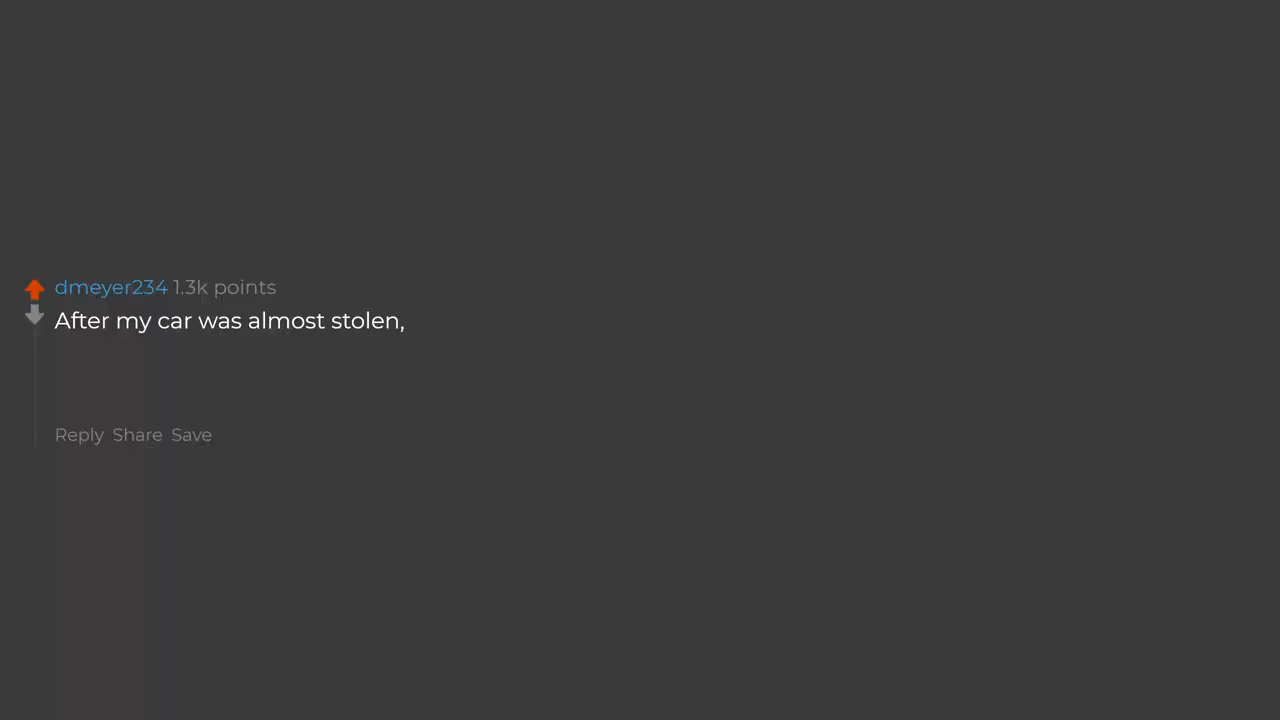 dmeyer234 1.3k points
After my car was almost stolen,
Reply Share Save